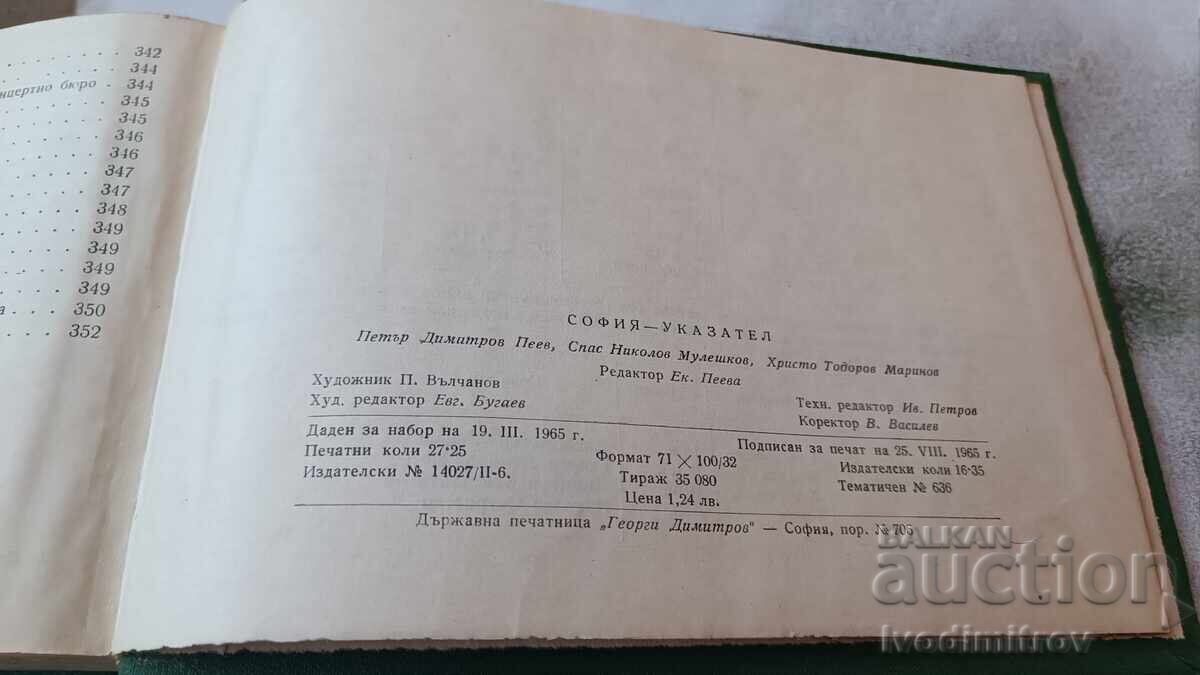 . . . . . 342
. . . . . . . 344
нцертно бюро . 344
. . . . . . . 345
. . . . . . . 345
. . . . . . . 346
. . . . . . . 346
. . . . . . 347
. . . . . . 347
. . . . . . 348
. . . . . . 349
. . . . . . 349
. . . . . . 349
. . . . . . 349
а . . . 350
. . . . . 352
СОФИЯ — УКАЗАТЕЛ
Петър Димитров Пеев, Спас Николов Мулешков, Христо Тодоров Маринов
Редактор Ек. Пеева
Художник П. Вълчанов
Худ. редактор Евг. Бугаев
Техн. редактор Ив. Петров
Коректор В. Василев
Даден за набор на 19. III. 1965 г. Подписан за печат на 25. VIII. 1965 г.
Печатни коли 27·25 Формат 71 × 100/32 Издателски коли 16·35
Издателски № 14027/II-6. Тираж 35 080 Тематичен № 636
Цена 1,24 лв.
Държавна печатница „Георги Димитров" — София, пор. № 705
BALKAN
auction
Ivodimitrov